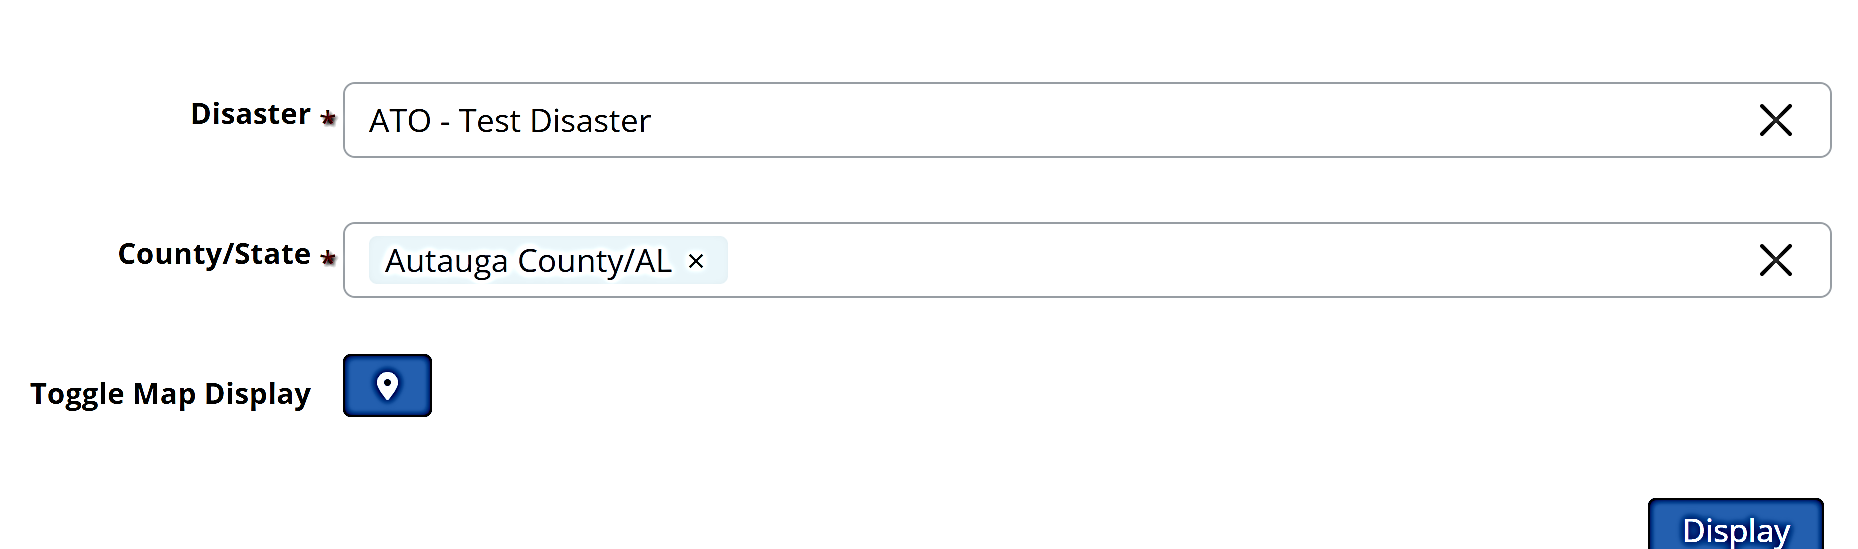 Disaster * ATO - Test Disaster
County/State * Autauga County/AL ×
Toggle Map Display
Display